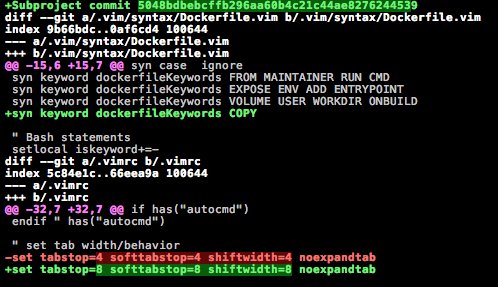 +Subproject commit 5048bdbebcffb296aa60b4c21c44ae8276244539
diff --git a/.vim/syntax/Dockerfile.vim b/.vim/syntax/Dockerfile.vim
index 9b66bdc..0af6cd4 100644
--- a/.vim/syntax/Dockerfile.vim
+++ b/.vim/syntax/Dockerfile.vim
@@ -15,6 +15,7 @@ syn case  ignore
 syn keyword dockerfileKeywords FROM MAINTAINER RUN CMD
 syn keyword dockerfileKeywords EXPOSE ENV ADD ENTRYPOINT
 syn keyword dockerfileKeywords VOLUME USER WORKDIR ONBUILD
+syn keyword dockerfileKeywords COPY
 " Bash statements
 setlocal iskeyword+=-
diff --git a/.vimrc b/.vimrc
index 5c84e1c..66eea9a 100644
--- a/.vimrc
+++ b/.vimrc
@@ -32,7 +32,7 @@ if has("autocmd")
 endif " has("autocmd")
 " set tab width/behavior
-set tabstop=4 softtabstop=4 shiftwidth=4 noexpandtab
+set tabstop=8 softtabstop=8 shiftwidth=8 noexpandtab